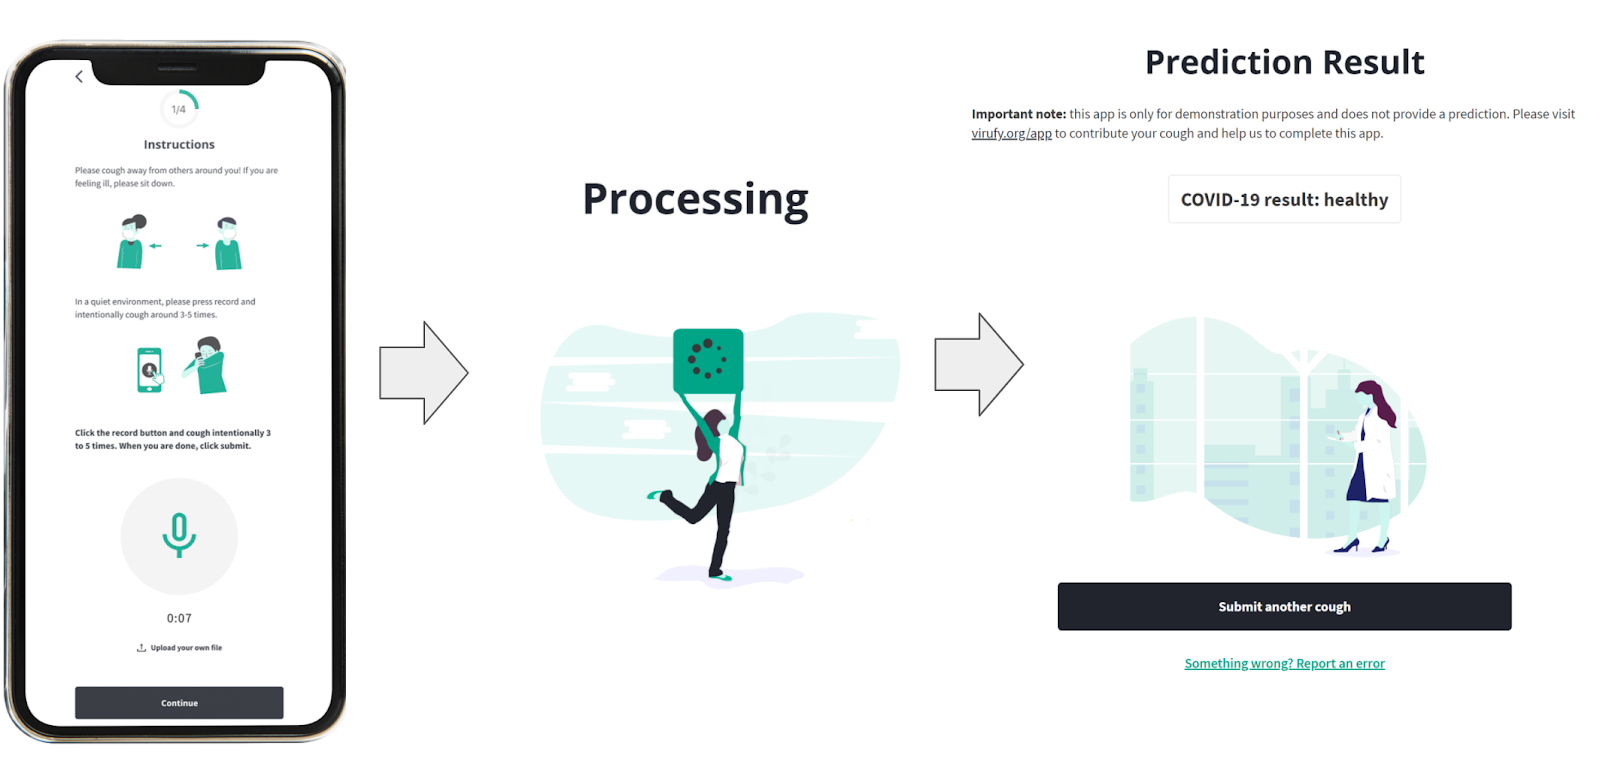 1/4
Instructions
Please cough away from others around you! If you are
feeling ill, please sit down.
In a quiet environment, please press record and
intentionally cough around 3-5 times.
Click the record button and cough intentionally 3
to 5 times. When you are done, click submit.
0:07
Upload your own file
Continue
Processing
Prediction Result
Important note: this app is only for demonstration purposes and does not provide a prediction. Please visit
virufy.org/app to contribute your cough and help us to complete this app.
COVID-19 result: healthy
Submit another cough
Something wrong? Report an error